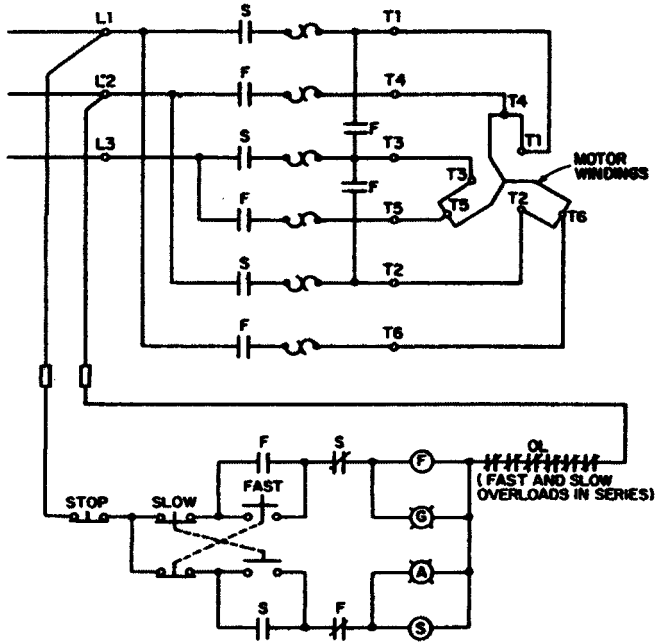 S
L1
T1
F
L2
T4
T4
F
T1
S
L3
T3
MOTOR
WINDINGS
F
T3
F
T5
T5
T2
T6
S
T2
F
T6
F
S
F
OL
(FAST AND SLOW
OVERLOADS IN SERIES)
FAST
STOP
SLOW
G
A
S
F
S